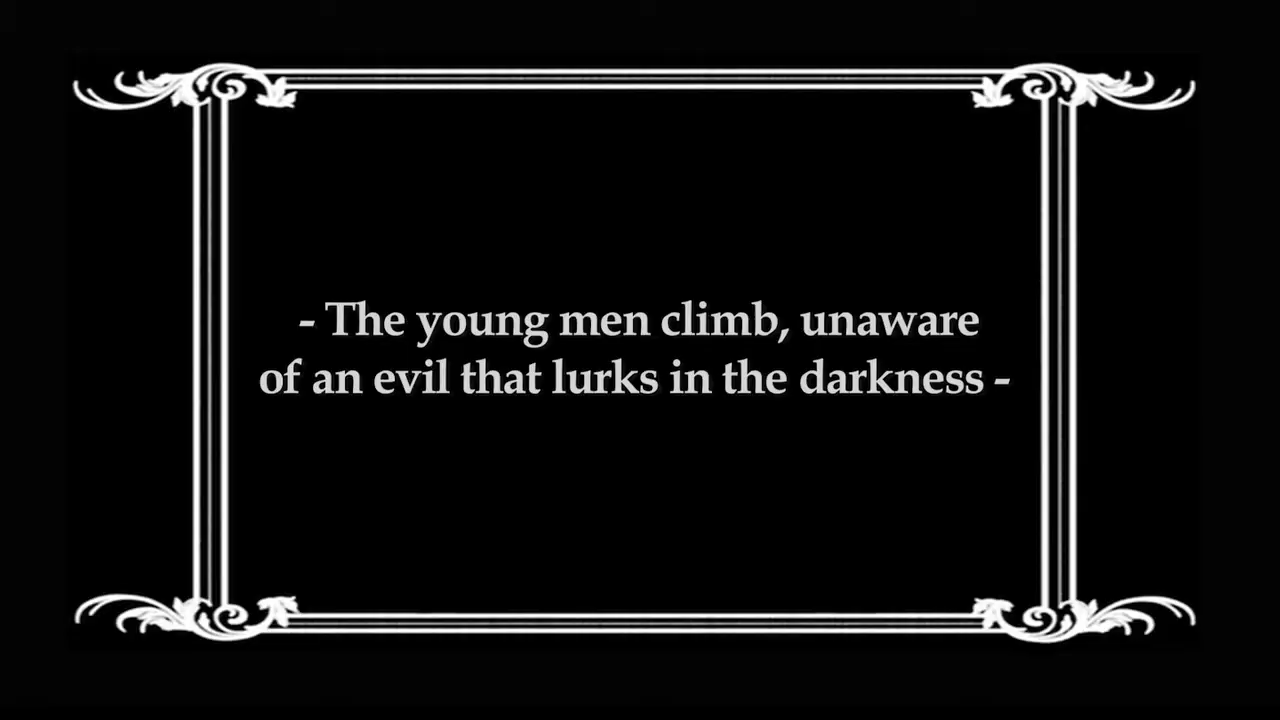 - The young men climb, unaware
of an evil that lurks in the darkness -